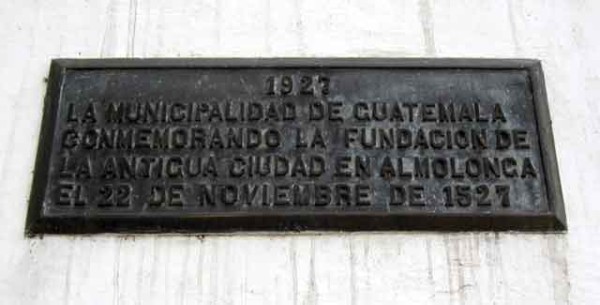 1927
LA MUNICIPALIDAD DE GUATEMALA
CONMEMORANDO LA FUNDACION DE
LA ANTIGUA CIUDAD EN ALMOLONGA
EL 22 DE NOVIEMBRE DE 1527